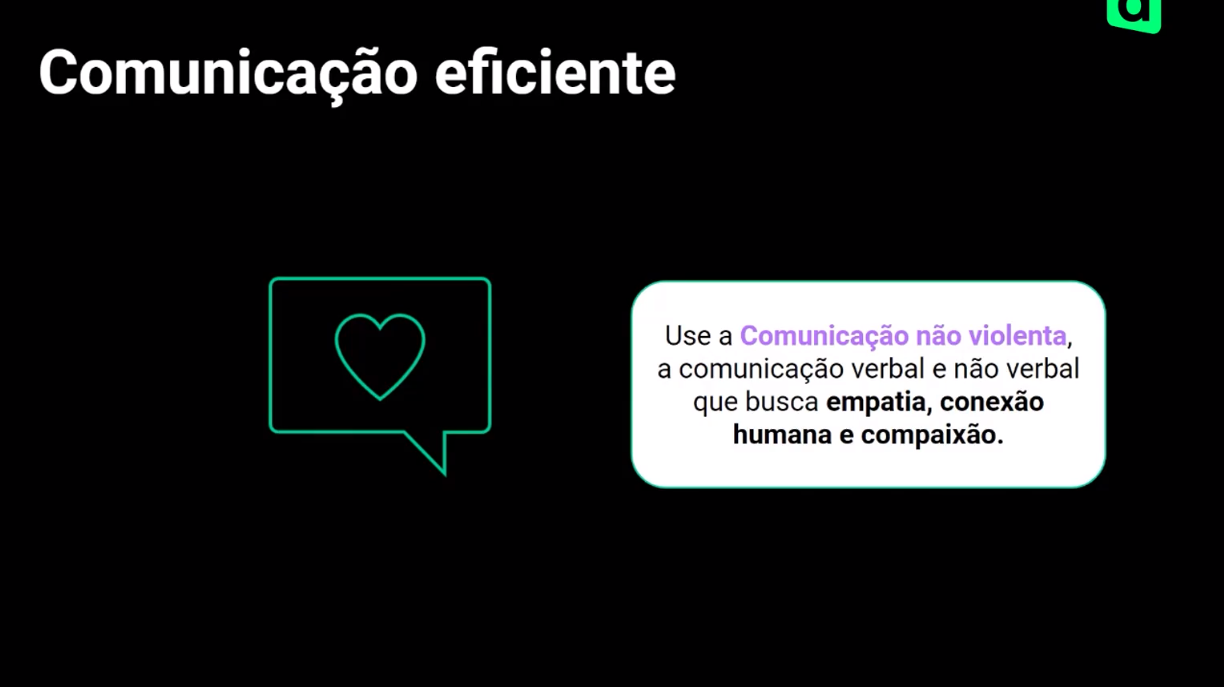 Comunicação eficiente
Use a Comunicação não violenta,
a comunicação verbal e não verbal
que busca empatia, conexão
humana e compaixão.